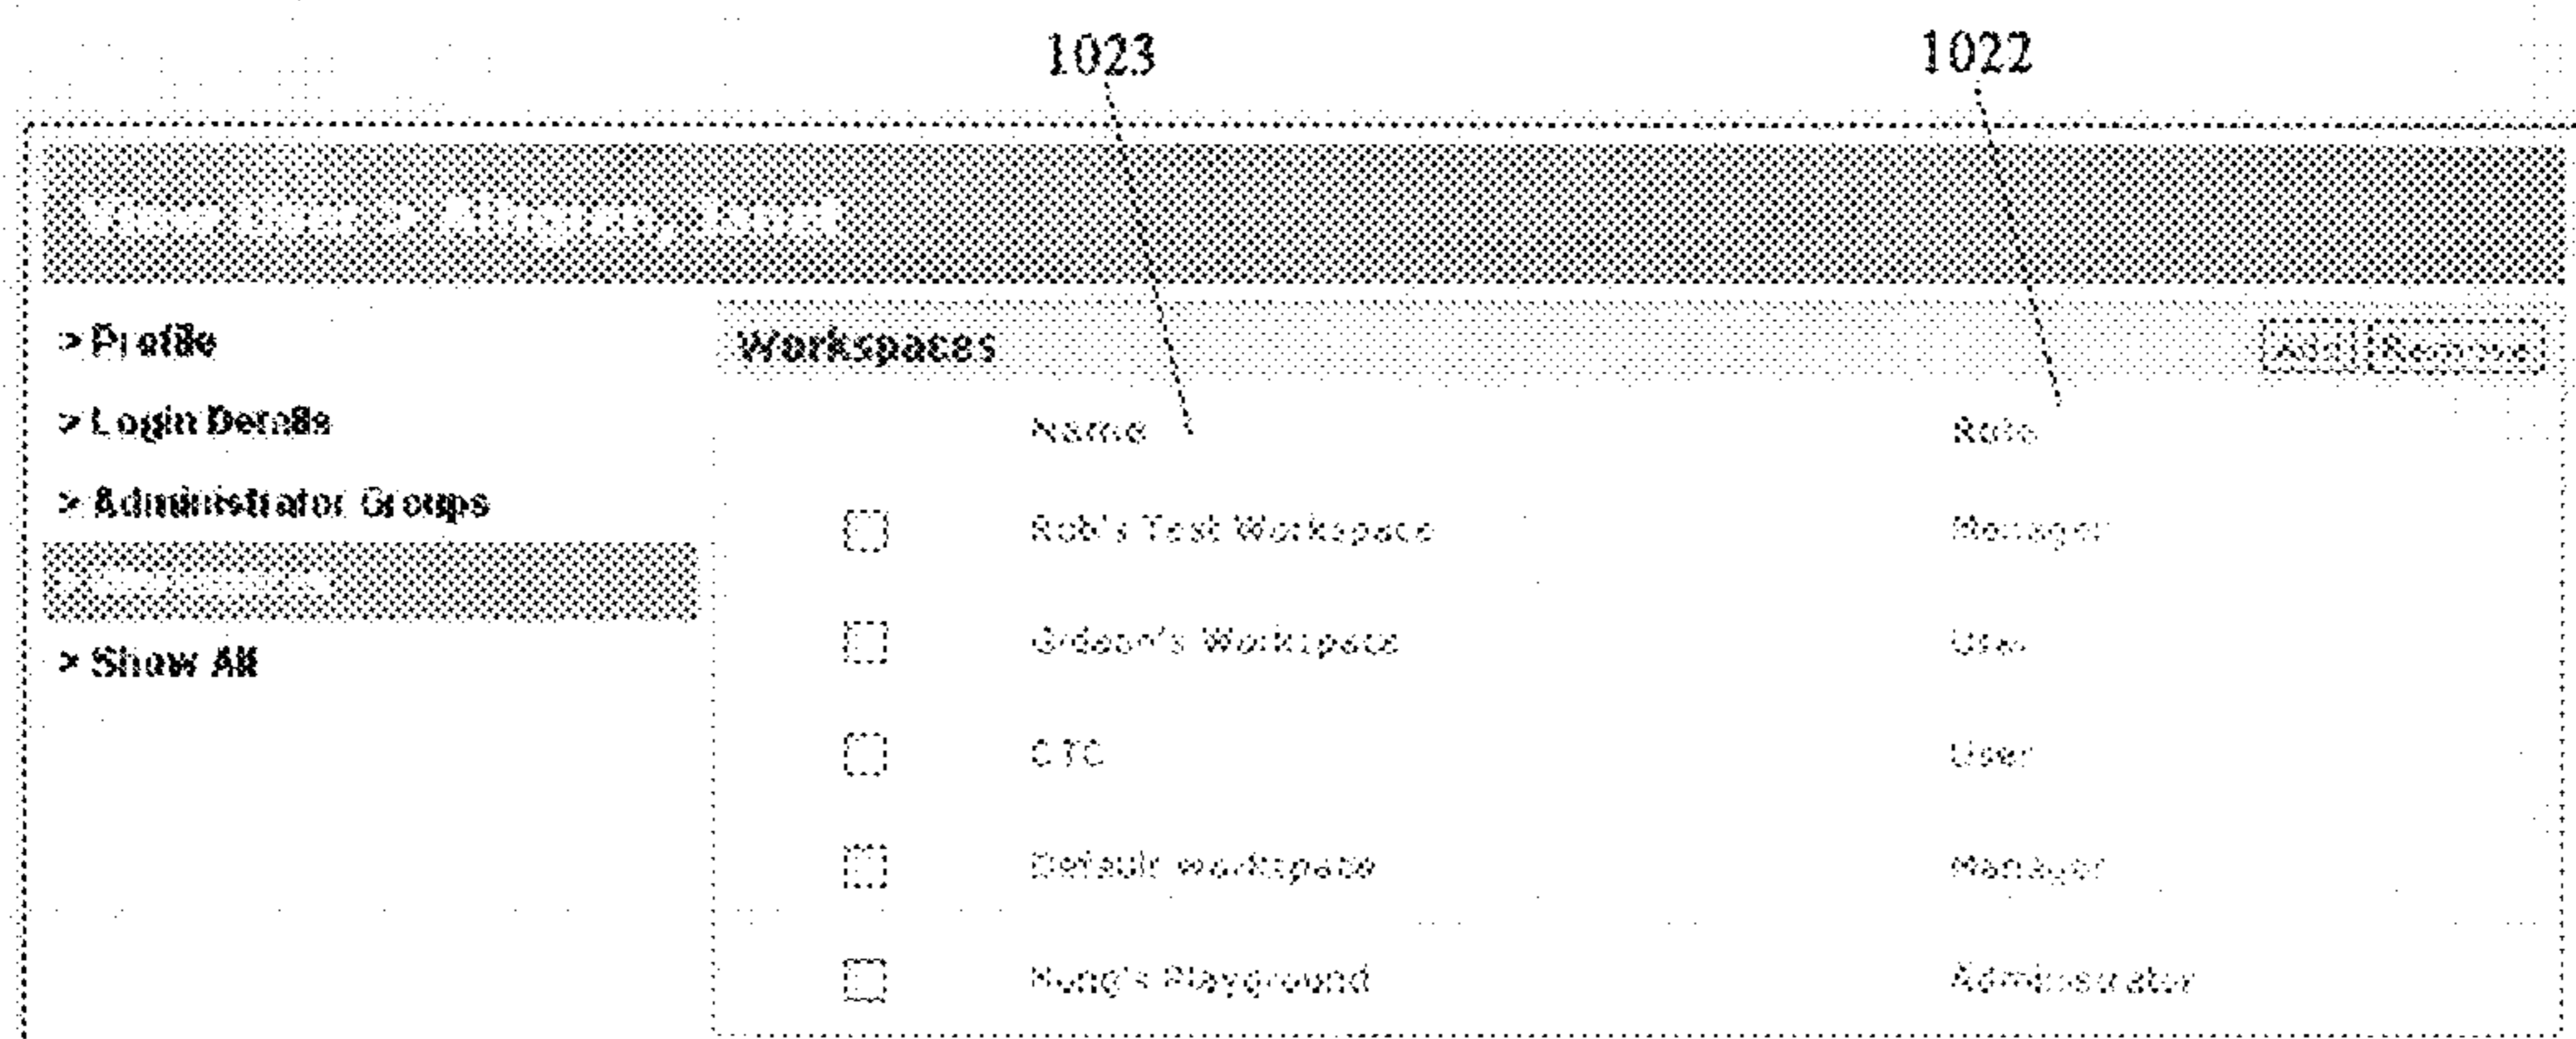 1023 1022
> Profile
> Login Details
> Administrator Groups
> Show All
Workspaces Add Remove
Name Role
Rob's Test Workspace Manager
Gideon's Workspace User
CTC User
Default workspace Manager
Playground Administrator